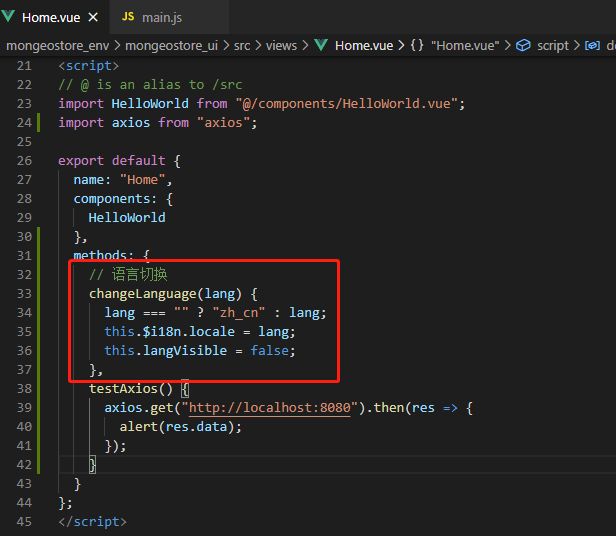 Home.vue × JS main.js
mongeostore_env > mongeostore_ui > src > views > Home.vue > {} "Home.vue" > script >
21 <script>
22 // @ is an alias to /src
23 import HelloWorld from "@/components/HelloWorld.vue";
24 import axios from "axios";
25
26 export default {
27 name: "Home",
28 components: {
29 HelloWorld
30 },
31 methods: {
32 // 语言切换
33 changeLanguage(lang) {
34 lang === "" ? "zh_cn" : lang;
35 this.$i18n.locale = lang;
36 this.langVisible = false;
37 },
38 testAxios() {
39 axios.get("http://localhost:8080").then(res => {
40 alert(res.data);
41 });
42 }
43 }
44 };
45 </script>